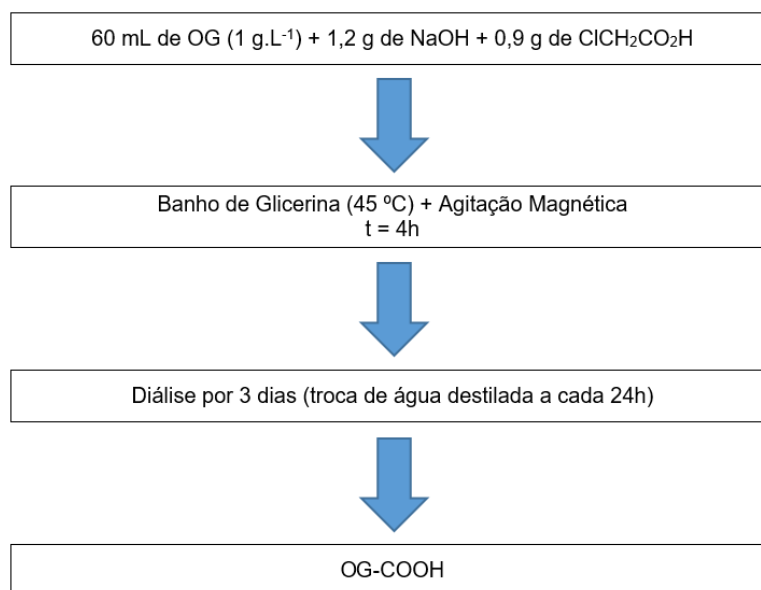 60 mL de OG (1 g.L⁻¹) + 1,2 g de NaOH + 0,9 g de ClCH₂CO₂H
Banho de Glicerina (45 ºC) + Agitação Magnética
t = 4h
Diálise por 3 dias (troca de água destilada a cada 24h)
OG-COOH